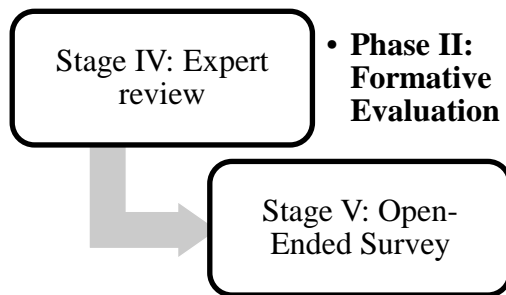 Stage IV: Expert
review
• Phase II:
Formative
Evaluation
Stage V: Open-
Ended Survey